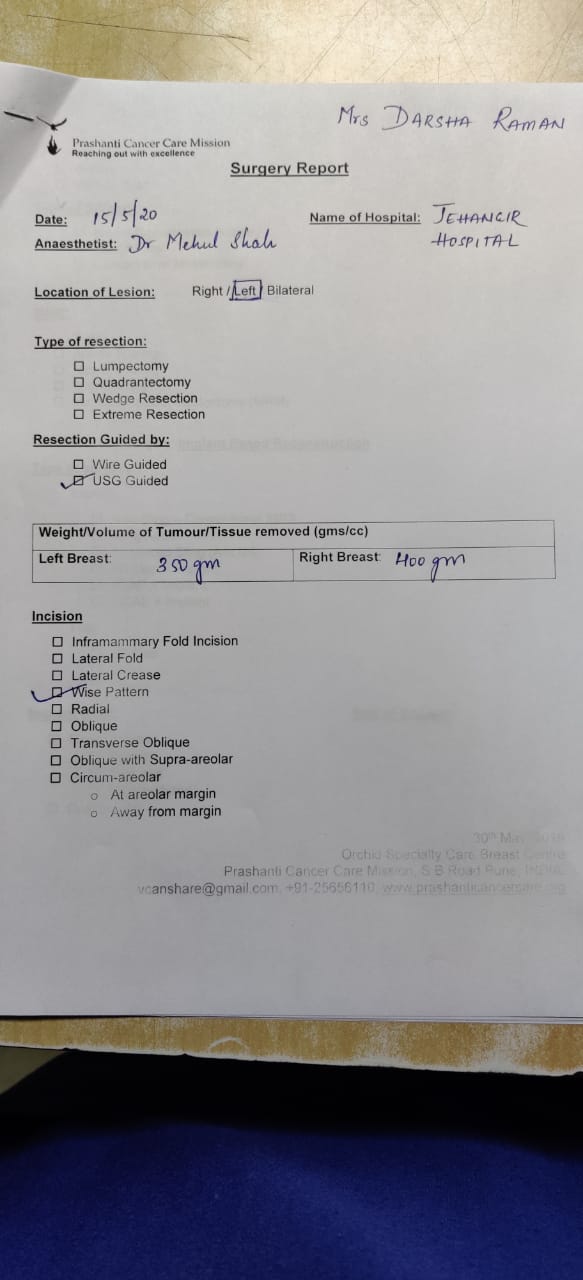 Mrs DARSHA RAMAN
Prashanti Cancer Care Mission
Reaching out with excellence
Surgery Report
Date: 15/5/20
Name of Hospital: JEHANGIR HOSPITAL
Anaesthetist: Dr Mehul Shah
Location of Lesion: Right / Left / Bilateral
Type of resection:
☐ Lumpectomy
☐ Quadrantectomy
☐ Wedge Resection
☐ Extreme Resection
Resection Guided by:
☐ Wire Guided
☑ USG Guided
Weight/Volume of Tumour/Tissue removed (gms/cc)
Left Breast: 350 gm Right Breast: 400 gm
Incision
☐ Inframammary Fold Incision
☐ Lateral Fold
☐ Lateral Crease
☑ Wise Pattern
☐ Radial
☐ Oblique
☐ Transverse Oblique
☐ Oblique with Supra-areolar
☐ Circum-areolar
o At areolar margin
o Away from margin
30th May
Orchid Specialty Care Breast Centre
Prashanti Cancer Care Mission, S B Road Pune, INDIA
vcanshare@gmail.com, +91-25656110, www.prashanticancercare.org